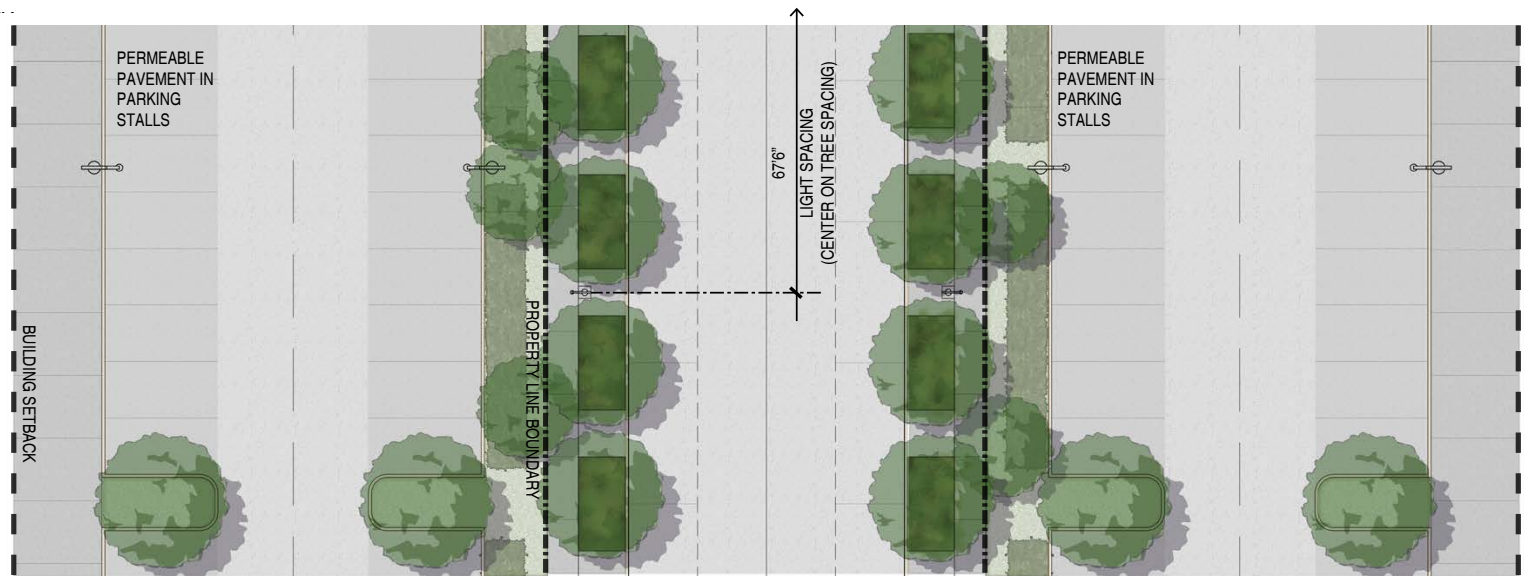 PERMEABLE
PAVEMENT IN
PARKING
STALLS
BUILDING SETBACK
PROPERTY LINE BOUNDARY
67'6"
LIGHT SPACING
(CENTER ON TREE SPACING)
PERMEABLE
PAVEMENT IN
PARKING
STALLS